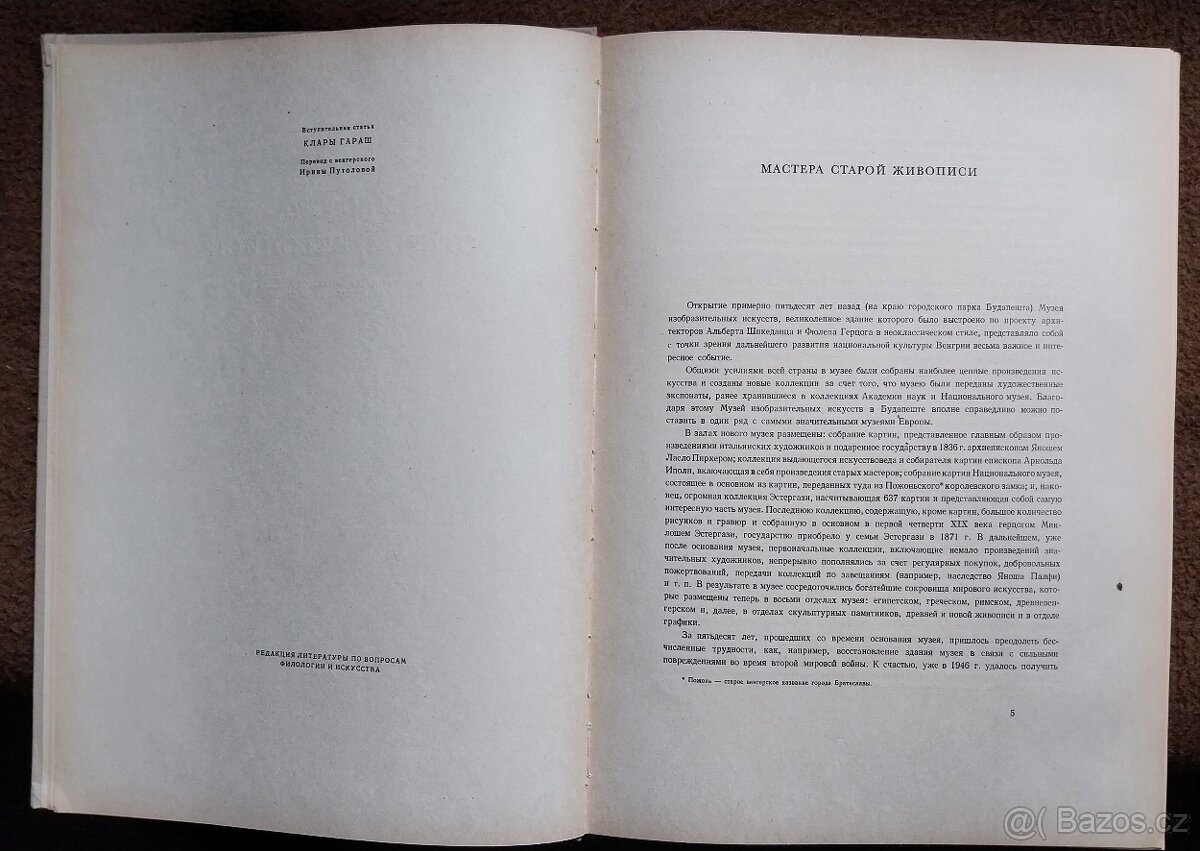 Вступительная статья
КЛАРЫ ГАРАШ
Перевод с венгерского
Ирины Путоловой
РЕДАКЦИЯ ЛИТЕРАТУРЫ ПО ВОПРОСАМ
ФИЛОЛОГИИ И ИСКУССТВА
МАСТЕРА СТАРОЙ ЖИВОПИСИ
Открытие примерно пятьдесят лет назад (на краю городского парка Будапешта) Музея
изобразительных искусств, великолепное здание которого было выстроено по проекту архи-
текторов Альберта Шикеданца и Фюлепа Герцога в неоклассическом стиле, представляло собой
с точки зрения дальнейшего развития национальной культуры Венгрии весьма важное и инте-
ресное событие.
Общими усилиями всей страны в музее были собраны наиболее ценные произведения ис-
кусства и созданы новые коллекции за счет того, что музею были переданы художественные
экспонаты, ранее хранившиеся в коллекциях Академии наук и Национального музея. Благо-
даря этому Музей изобразительных искусств в Будапеште вполне справедливо можно по-
ставить в один ряд с самыми значительными музеями Европы.
В залах нового музея размещены: собрание картин, представленное главным образом про-
изведениями итальянских художников и подаренное государству в 1836 г. архиепископом Яношем
Ласло Пиркером; коллекция выдающегося искусствоведа и собирателя картин епископа Арнольда
Иполи, включающая в себя произведения старых мастеров; собрание картин Национального музея,
состоящее в основном из картин, переданных туда из Пожоньского* королевского замка; и, нако-
нец, огромная коллекция Эстергази, насчитывающая 637 картин и представляющая собой самую
интересную часть музея. Последнюю коллекцию, содержащую, кроме картин, большое количество
рисунков и гравюр и собранную в основном в первой четверти XIX века герцогом Мик-
лошем Эстергази, государство приобрело у семьи Эстергази в 1871 г. В дальнейшем, уже
после основания музея, первоначальные коллекции, включающие немало произведений зна-
чительных художников, непрерывно пополнялись за счет регулярных покупок, добровольных
пожертвований, передачи коллекций по завещаниям (например, наследство Яноша Палфи)
и т. п. В результате в музее сосредоточились богатейшие сокровища мирового искусства, кото-
рые размещены теперь в восьми отделах музея: египетском, греческом, римском, древневен-
герском и, далее, в отделах скульптурных памятников, древней и новой живописи и в отделе
графики.
За пятьдесят лет, прошедших со времени основания музея, пришлось преодолеть бес-
численные трудности, как, например, восстановление здания музея в связи с сильными
повреждениями во время второй мировой войны. К счастью, уже в 1946 г. удалось получить
* Пожонь — старое венгерское название города Братиславы.
5
@( Bazos.cz